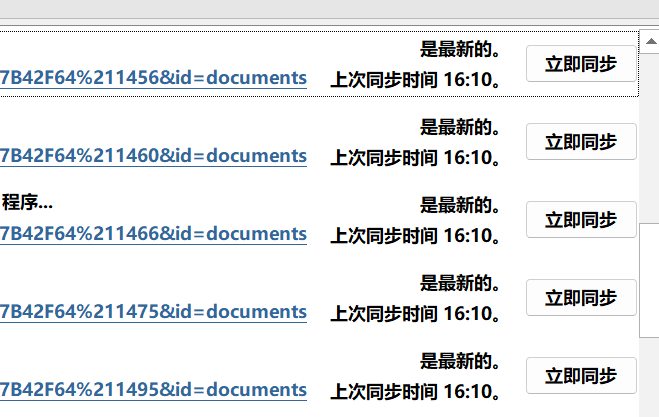 是最新的。
立即同步
7B42F64%211456&id=documents
上次同步时间 16:10。
是最新的。
立即同步
7B42F64%211460&id=documents
上次同步时间 16:10。
程序...
是最新的。
立即同步
7B42F64%211466&id=documents
上次同步时间 16:10。
是最新的。
立即同步
7B42F64%211475&id=documents
上次同步时间 16:10。
是最新的。
立即同步
7B42F64%211495&id=documents
上次同步时间 16:10。